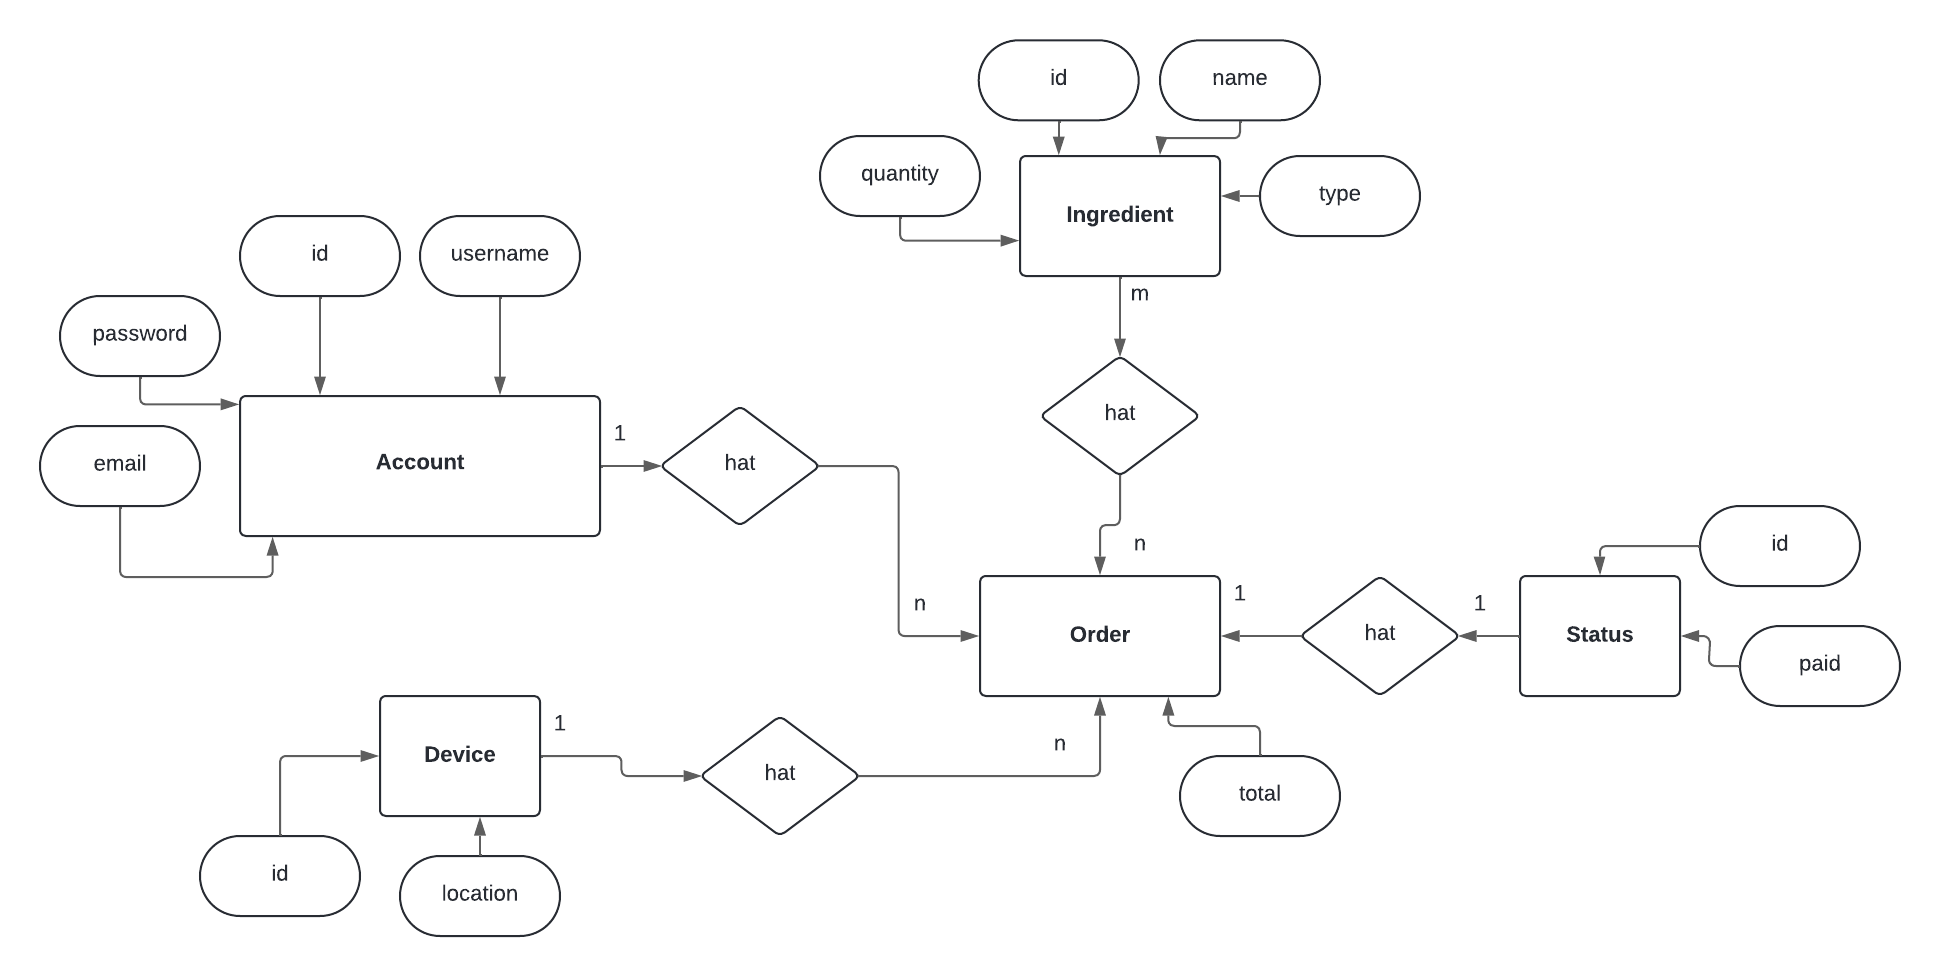 id
name
quantity
type
Ingredient
m
id
username
password
email
Account
1
hat
hat
n
n
Order
1
hat
1
Status
id
paid
Device
1
hat
n
total
id
location